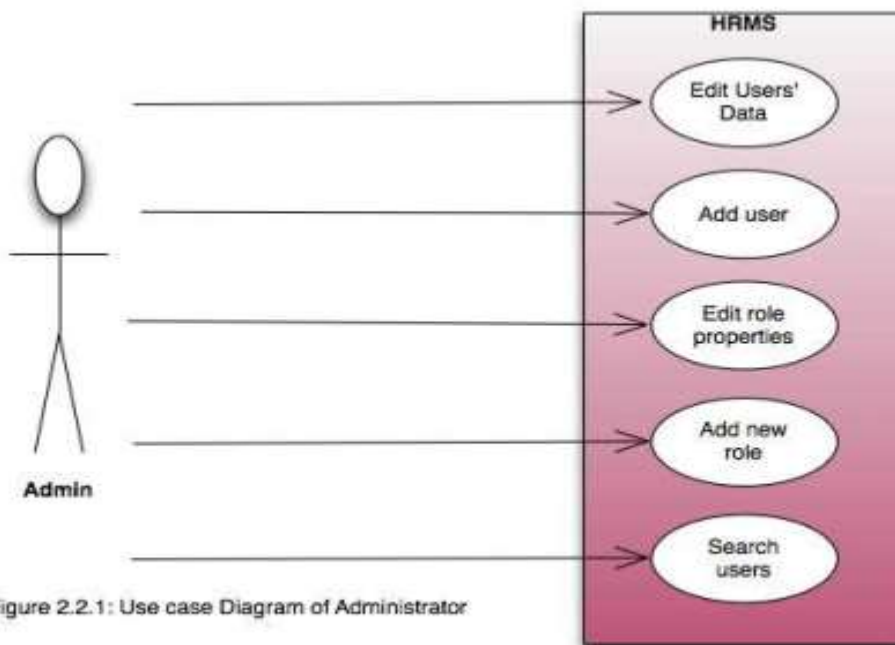 HRMS
Edit Users'
Data
Add user
Edit role
properties
Add new
role
Admin
Search
users
igure 2.2.1: Use case Diagram of Administrator